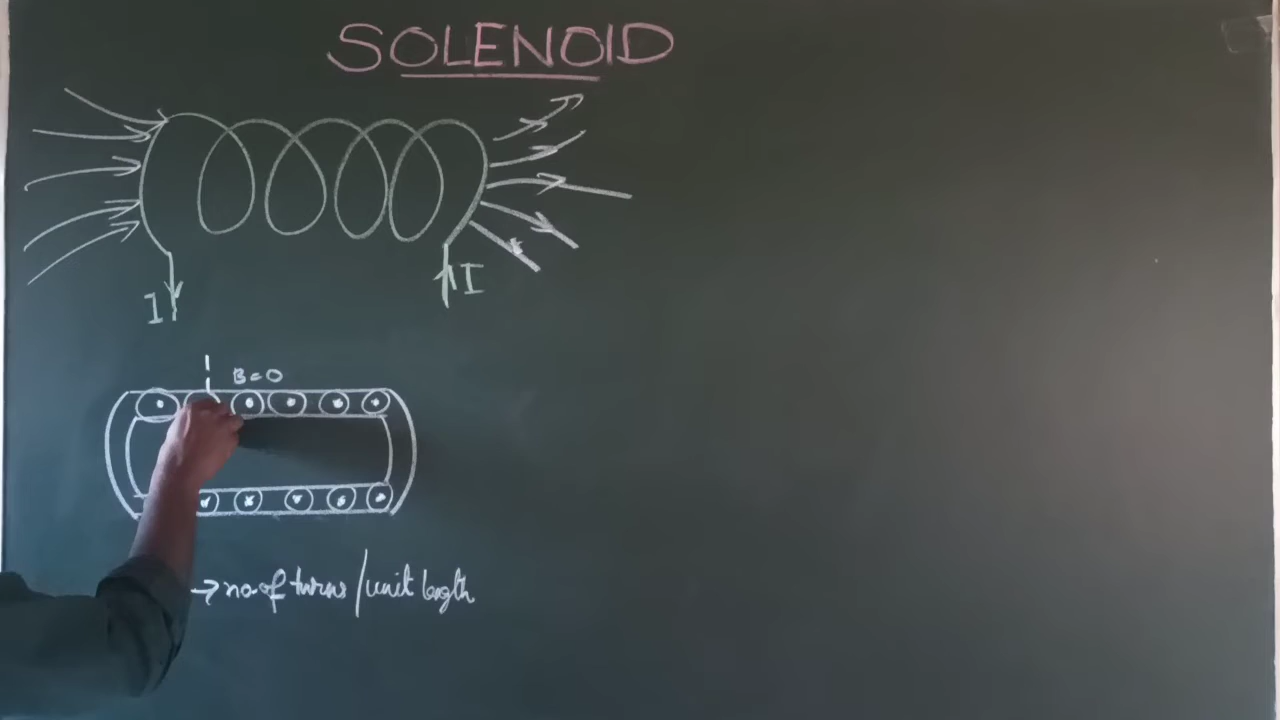 SOLENOID
I
I
B=0
→ no. of turns / unit length